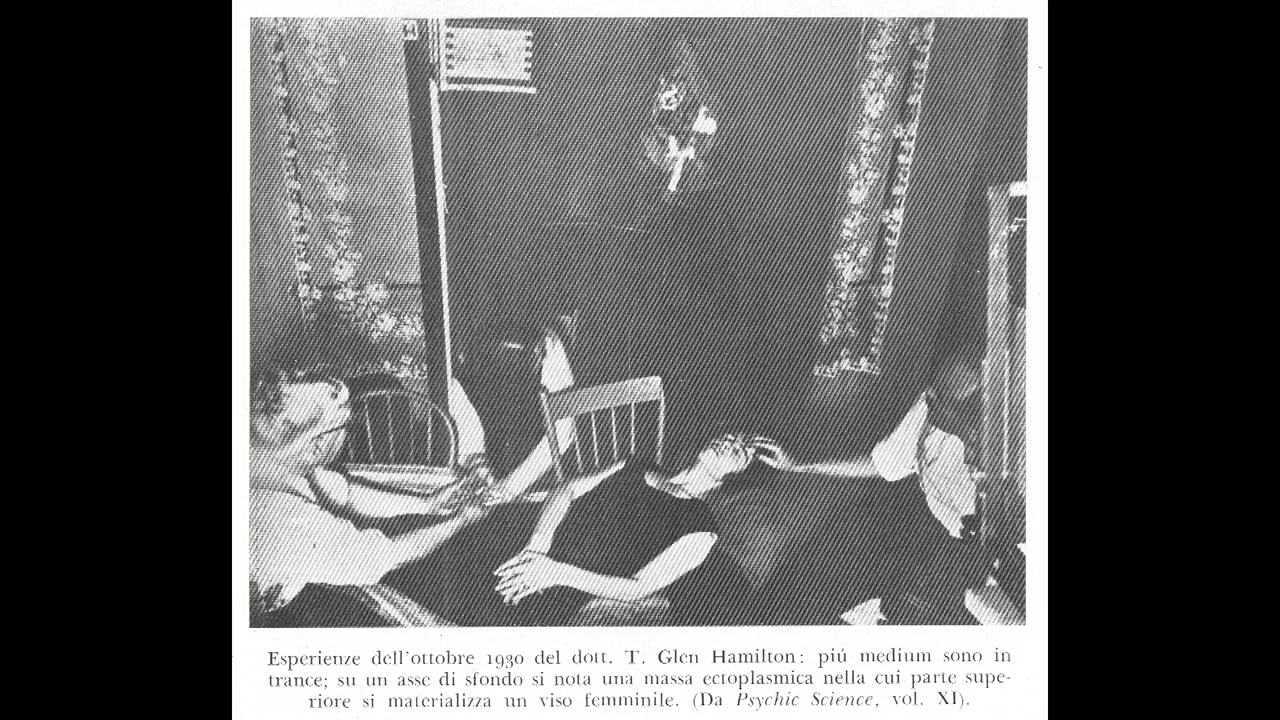 Esperienze dell'ottobre 1930 del dott. T. Glen Hamilton: piú medium sono in
trance; su un asse di sfondo si nota una massa ectoplasmica nella cui parte supe-
riore si materializza un viso femminile. (Da Psychic Science, vol. XI).